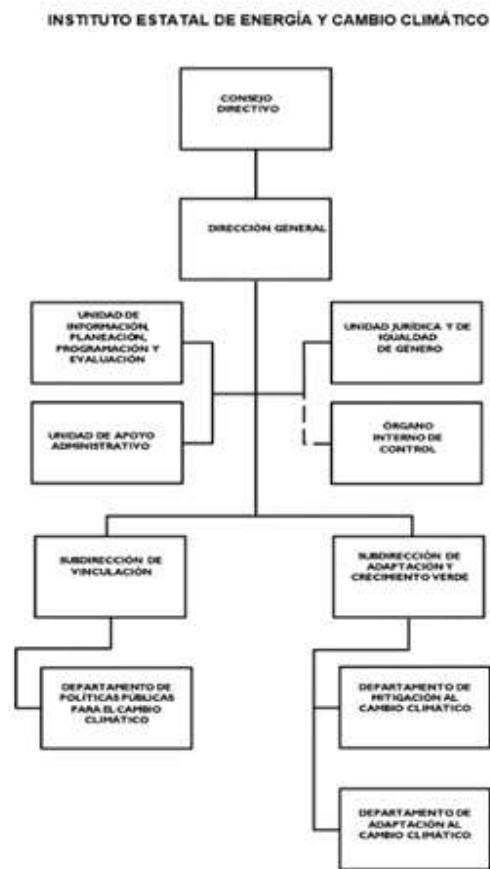 INSTITUTO ESTATAL DE ENERGÍA Y CAMBIO CLIMÁTICO
CONSEJO
DIRECTIVO
DIRECCIÓN GENERAL
UNIDAD DE
INFORMACIÓN,
PLANEACIÓN,
PROGRAMACIÓN Y
EVALUACIÓN
UNIDAD JURÍDICA Y DE
IGUALDAD
DE GÉNERO
UNIDAD DE APOYO
ADMINISTRATIVO
ÓRGANO
INTERNO DE
CONTROL
SUBDIRECCIÓN DE
VINCULACIÓN
SUBDIRECCIÓN DE
ADAPTACIÓN Y
CRECIMIENTO VERDE
DEPARTAMENTO DE
POLÍTICAS PÚBLICAS
PARA EL CAMBIO
CLIMÁTICO
DEPARTAMENTO DE
MITIGACIÓN AL
CAMBIO CLIMÁTICO
DEPARTAMENTO DE
ADAPTACIÓN AL
CAMBIO CLIMÁTICO